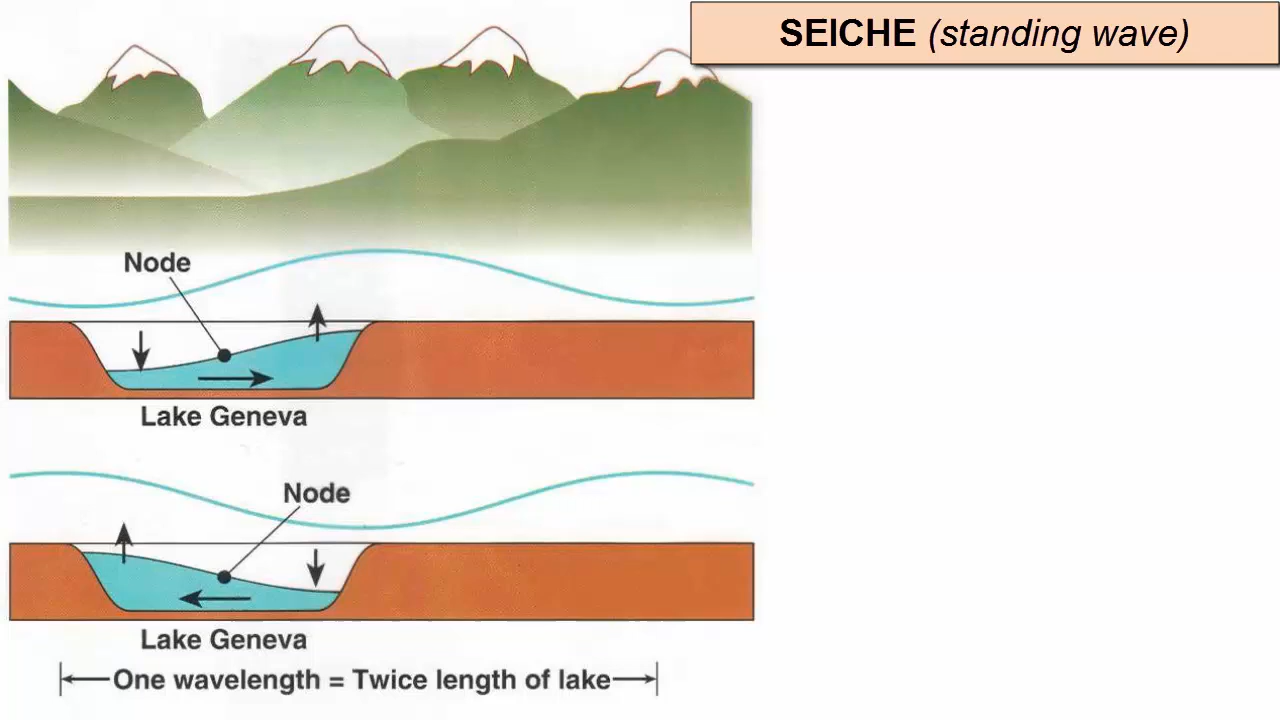 SEICHE (standing wave)
Node
Lake Geneva
Node
Lake Geneva
One wavelength = Twice length of lake